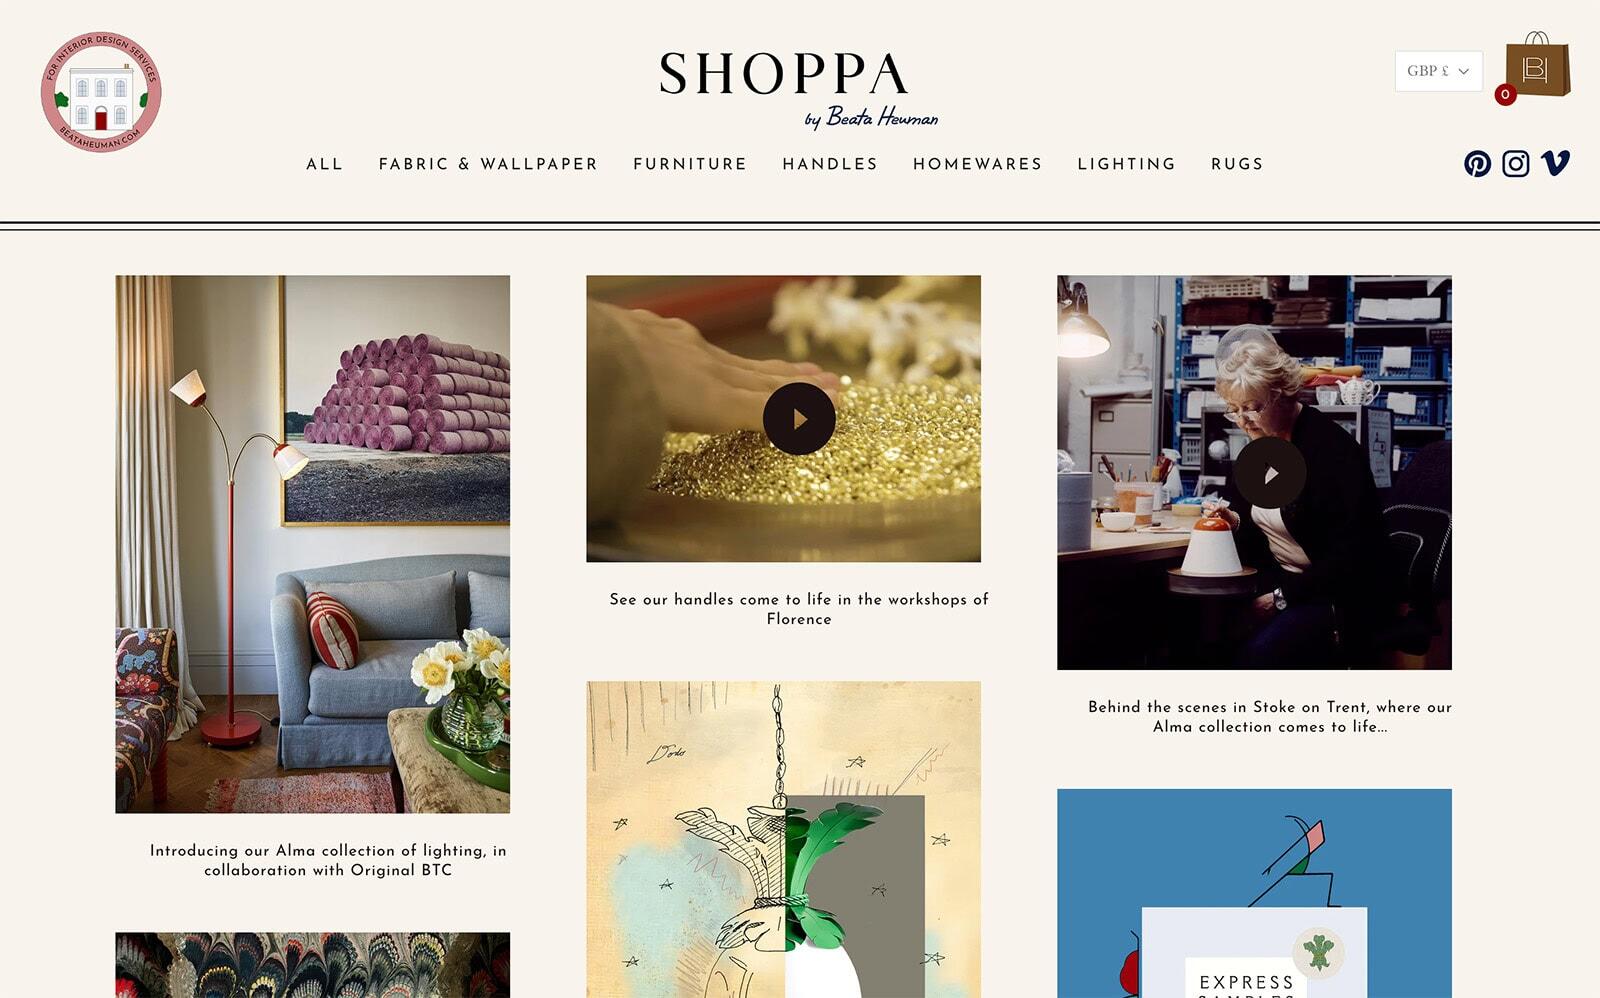 FOR INTERIOR DESIGN SERVICES
BEATAHEUMAN.COM
SHOPPA
by Beata Heuman
GBP £
0
ALL FABRIC & WALLPAPER FURNITURE HANDLES HOMEWARES LIGHTING RUGS
See our handles come to life in the workshops of
Florence
Behind the scenes in Stoke on Trent, where our
Alma collection comes to life...
Introducing our Alma collection of lighting, in
collaboration with Original BTC
Dodo
EXPRESS
SAMPLES